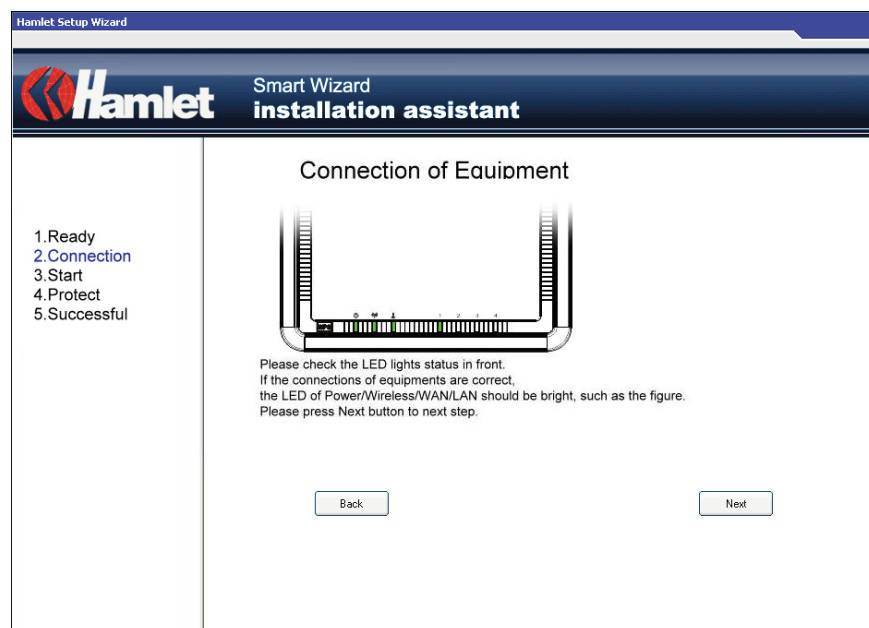 Hamlet Setup Wizard
Hamlet
Smart Wizard
installation assistant
Connection of Equipment
1.Ready
2.Connection
3.Start
4.Protect
5.Successful
1 2 3 4
WPS
Please check the LED lights status in front.
If the connections of equipments are correct,
the LED of Power/Wireless/WAN/LAN should be bright, such as the figure.
Please press Next button to next step.
Back
Next